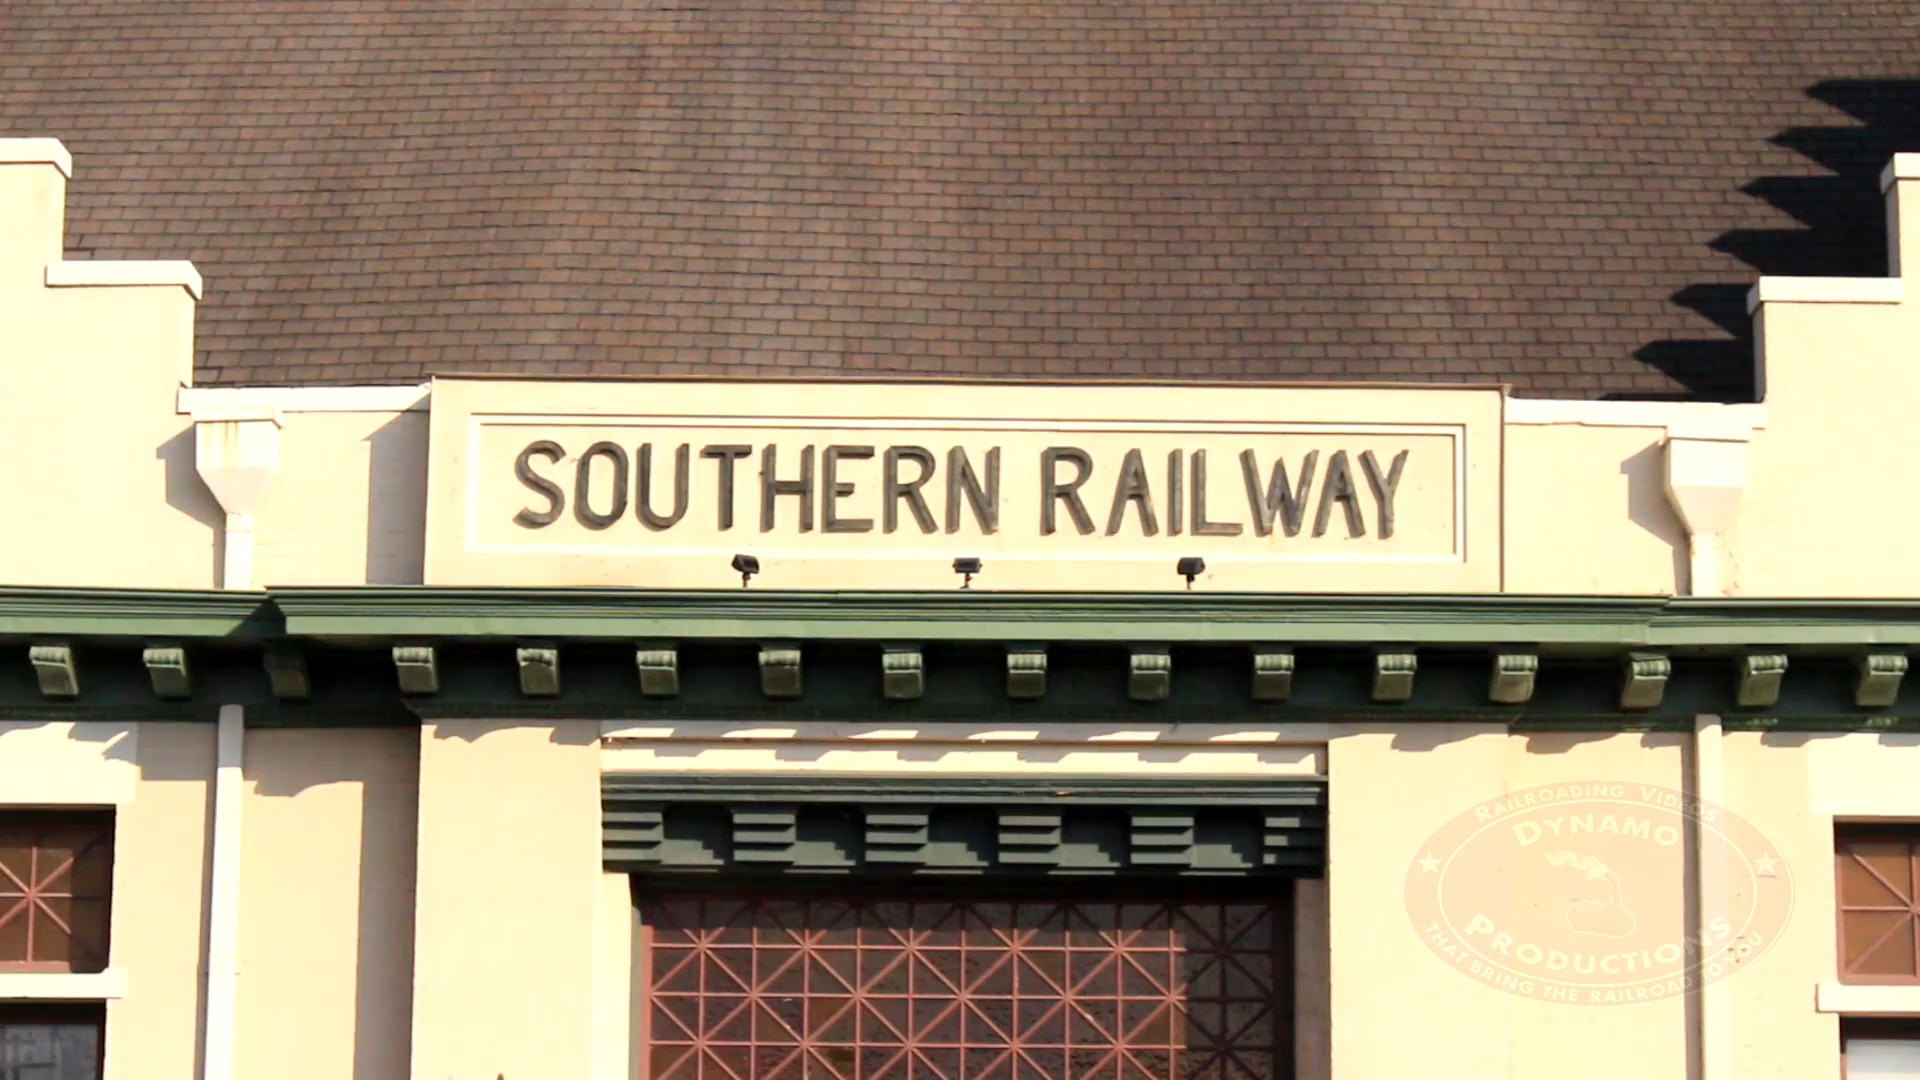 SOUTHERN RAILWAY
RAILROADING VIDEOS
DYNAMO
PRODUCTIONS
THAT BRING THE RAILROAD TO YOU